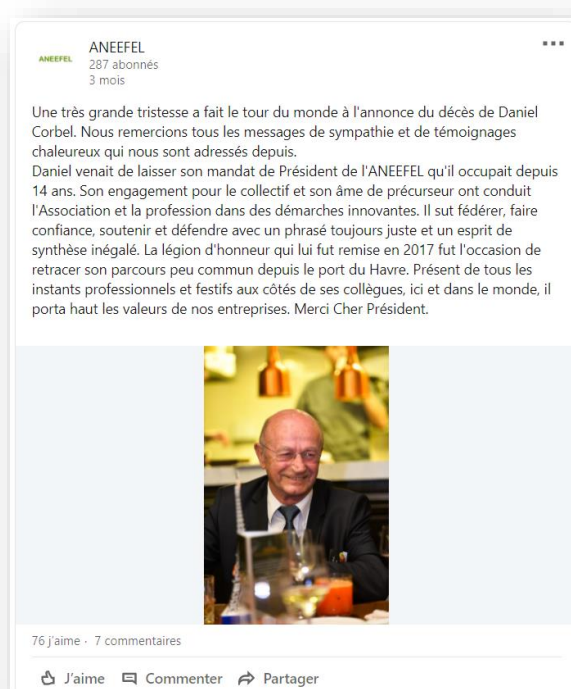 ANEEFEL
ANEEFEL
287 abonnés
3 mois
Une très grande tristesse a fait le tour du monde à l'annonce du décès de Daniel
Corbel. Nous remercions tous les messages de sympathie et de témoignages
chaleureux qui nous sont adressés depuis.
Daniel venait de laisser son mandat de Président de l'ANEEFEL qu'il occupait depuis
14 ans. Son engagement pour le collectif et son âme de précurseur ont conduit
l'Association et la profession dans des démarches innovantes. Il sut fédérer, faire
confiance, soutenir et défendre avec un phrasé toujours juste et un esprit de
synthèse inégalé. La légion d'honneur qui lui fut remise en 2017 fut l'occasion de
retracer son parcours peu commun depuis le port du Havre. Présent de tous les
instants professionnels et festifs aux côtés de ses collègues, ici et dans le monde, il
porta haut les valeurs de nos entreprises. Merci Cher Président.
76 j'aime · 7 commentaires
J'aime Commenter Partager